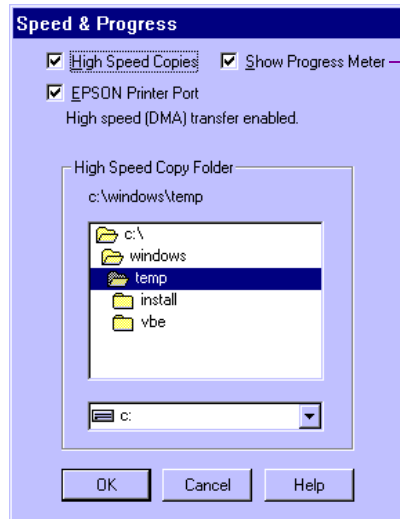 Speed & Progress
High Speed Copies Show Progress Meter
EPSON Printer Port
High speed (DMA) transfer enabled.
High Speed Copy Folder
c:\windows\temp
c:\
windows
temp
install
vbe
c:
OK Cancel Help